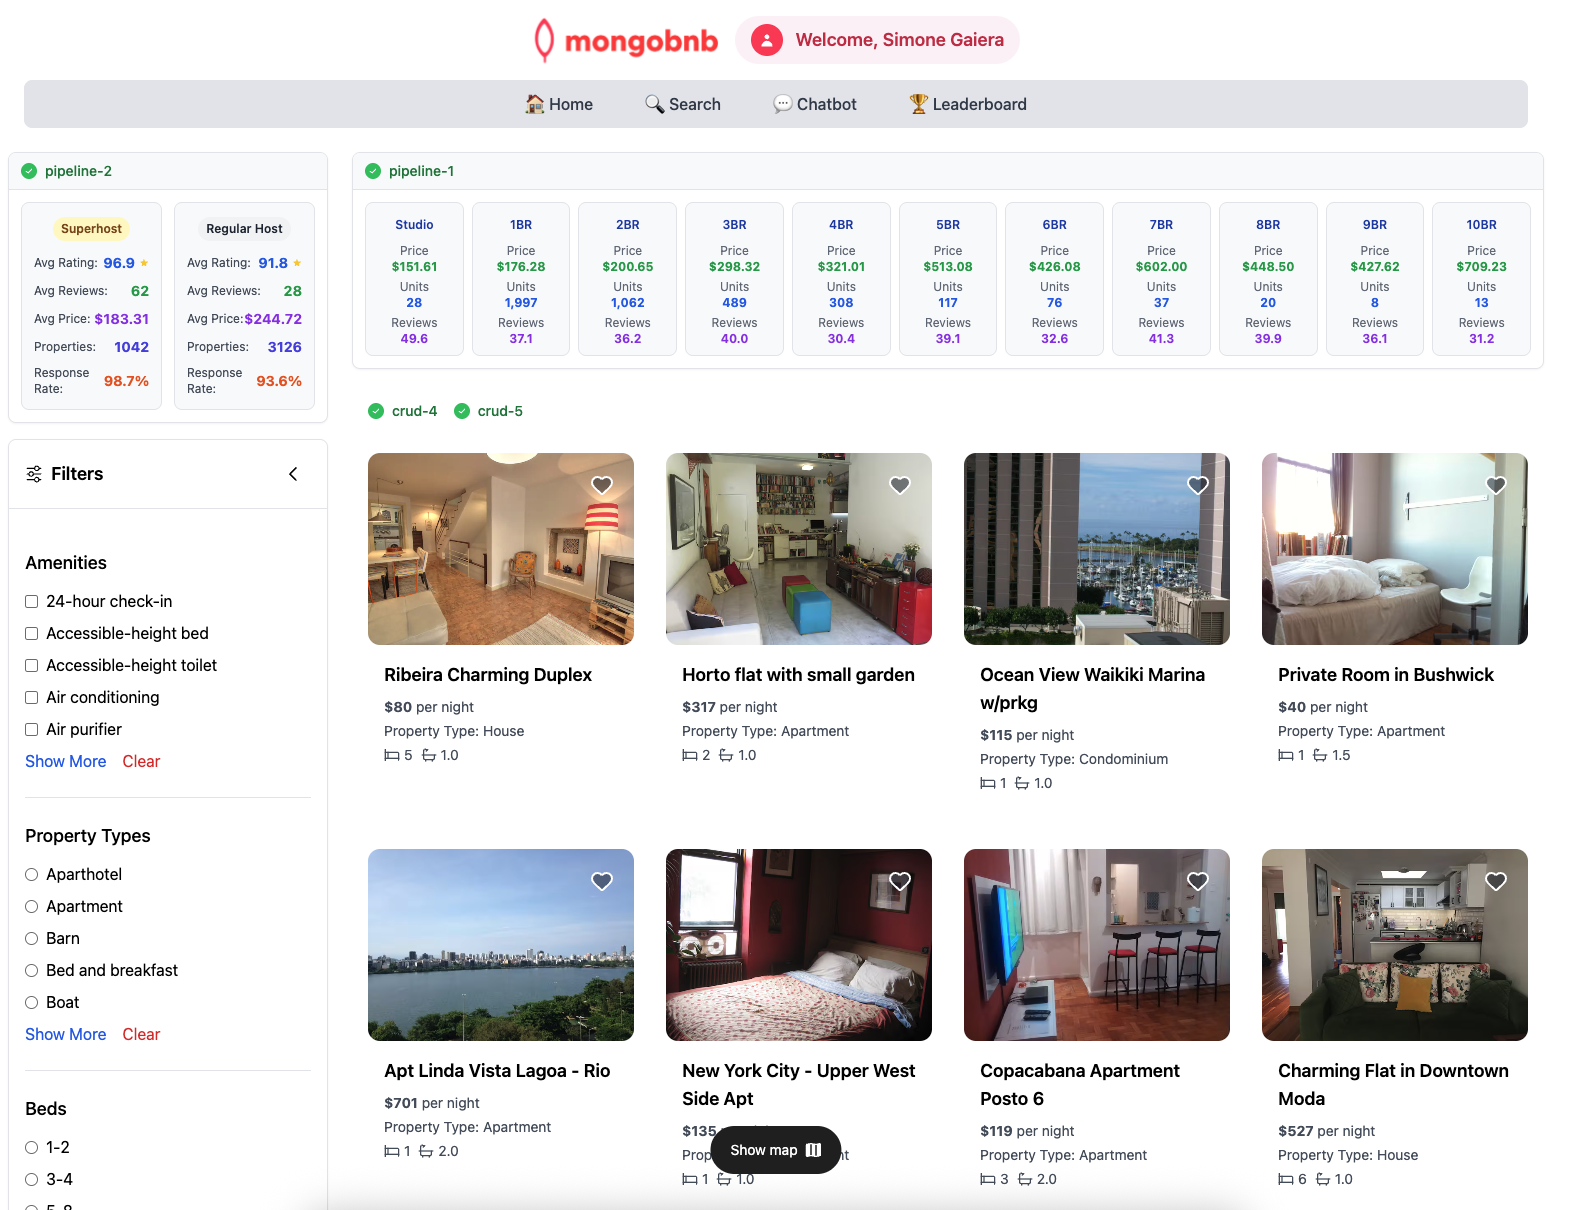 mongobnb
Welcome, Simone Gaiera
Home
Search
Chatbot
Leaderboard
pipeline-2
Superhost
Avg Rating: 96.9
Avg Reviews: 62
Avg Price: $183.31
Properties: 1042
Response Rate: 98.7%
Regular Host
Avg Rating: 91.8
Avg Reviews: 28
Avg Price: $244.72
Properties: 3126
Response Rate: 93.6%
pipeline-1
Studio
Price
$151.61
Units
28
Reviews
49.6
1BR
Price
$176.28
Units
1,997
Reviews
37.1
2BR
Price
$200.65
Units
1,062
Reviews
36.2
3BR
Price
$298.32
Units
489
Reviews
40.0
4BR
Price
$321.01
Units
308
Reviews
30.4
5BR
Price
$513.08
Units
117
Reviews
39.1
6BR
Price
$426.08
Units
76
Reviews
32.6
7BR
Price
$602.00
Units
37
Reviews
41.3
8BR
Price
$448.50
Units
20
Reviews
39.9
9BR
Price
$427.62
Units
8
Reviews
36.1
10BR
Price
$709.23
Units
13
Reviews
31.2
Filters
Amenities
24-hour check-in
Accessible-height bed
Accessible-height toilet
Air conditioning
Air purifier
Show More Clear
Property Types
Aparthotel
Apartment
Barn
Bed and breakfast
Boat
Show More Clear
Beds
1-2
3-4
crud-4
crud-5
Ribeira Charming Duplex
$80 per night
Property Type: House
5 1.0
Horto flat with small garden
$317 per night
Property Type: Apartment
2 1.0
Ocean View Waikiki Marina
w/prkg
$115 per night
Property Type: Condominium
1 1.0
Private Room in Bushwick
$40 per night
Property Type: Apartment
1 1.5
Apt Linda Vista Lagoa - Rio
$701 per night
Property Type: Apartment
1 2.0
New York City - Upper West
Side Apt
$135
1 1.0
Copacabana Apartment
Posto 6
$119 per night
Property Type: Apartment
3 2.0
Charming Flat in Downtown
Moda
$527 per night
Property Type: House
6 1.0
Show map